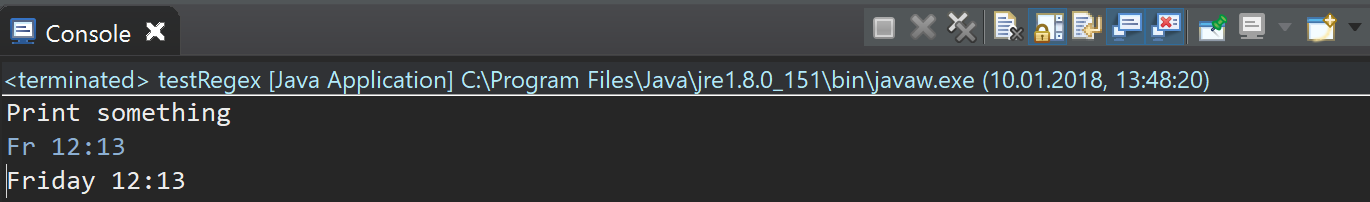 Console
<terminated> testRegex [Java Application] C:\Program Files\Java\jre1.8.0_151\bin\javaw.exe (10.01.2018, 13:48:20)
Print something
Fr 12:13
Friday 12:13